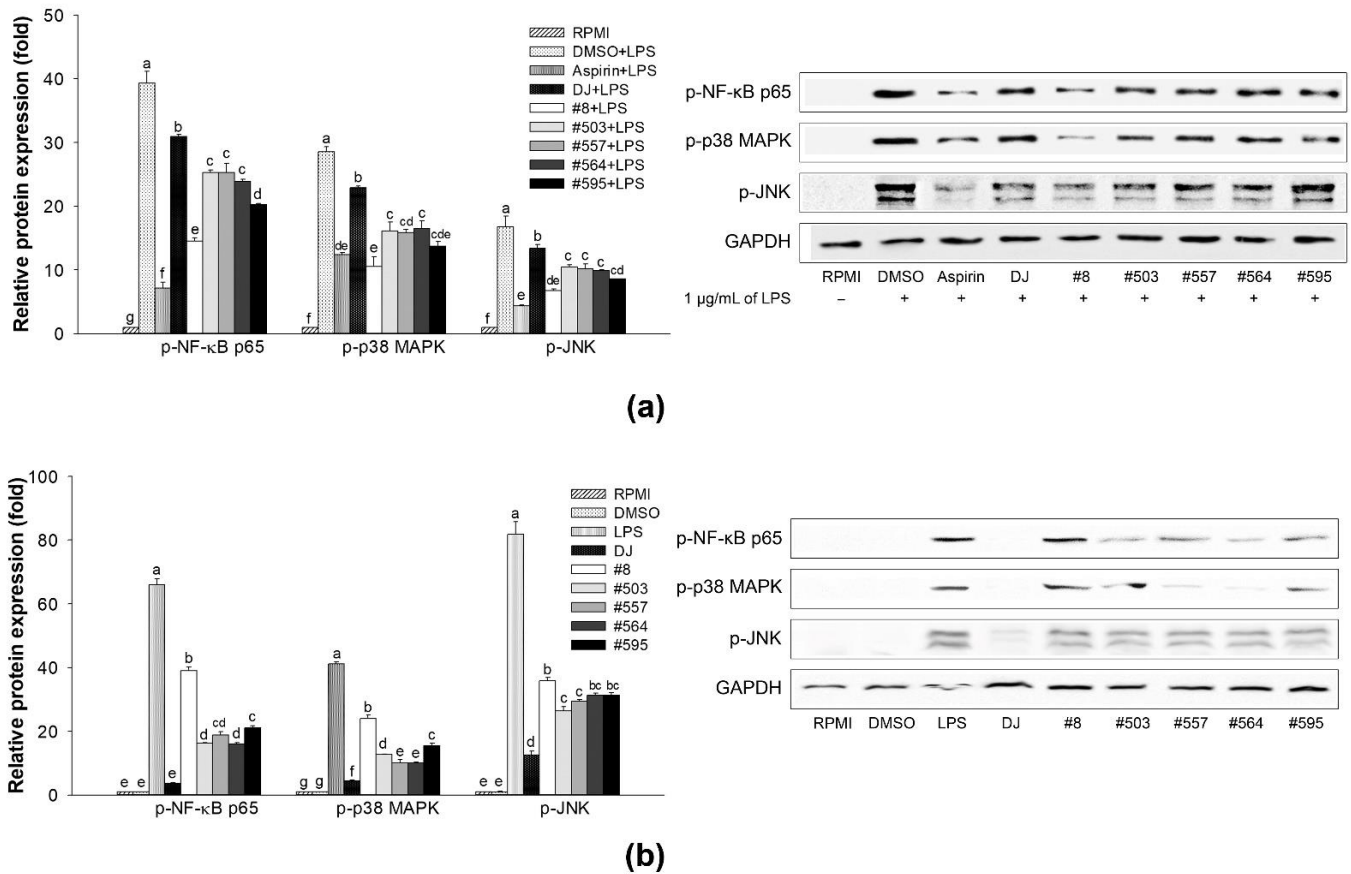 Relative protein expression (fold)
50
40
30
20
10
0
RPMI
DMSO+LPS
Aspirin+LPS
DJ+LPS
#8+LPS
#503+LPS
#557+LPS
#564+LPS
#595+LPS
g a f b e c c c d
f a de b e c cd c cde
f a e b de c c c cd
p-NF-κB p65 p-p38 MAPK p-JNK
p-NF-κB p65
p-p38 MAPK
p-JNK
GAPDH
RPMI DMSO Aspirin DJ #8 #503 #557 #564 #595
1 μg/mL of LPS – + + + + + + + +
(a)
Relative protein expression (fold)
100
80
60
40
20
0
RPMI
DMSO
LPS
DJ
#8
#503
#557
#564
#595
e e a e b d cd d c
g g a f b d e e c
e e a d b c c bc bc
p-NF-κB p65 p-p38 MAPK p-JNK
p-NF-κB p65
p-p38 MAPK
p-JNK
GAPDH
RPMI DMSO LPS DJ #8 #503 #557 #564 #595
(b)